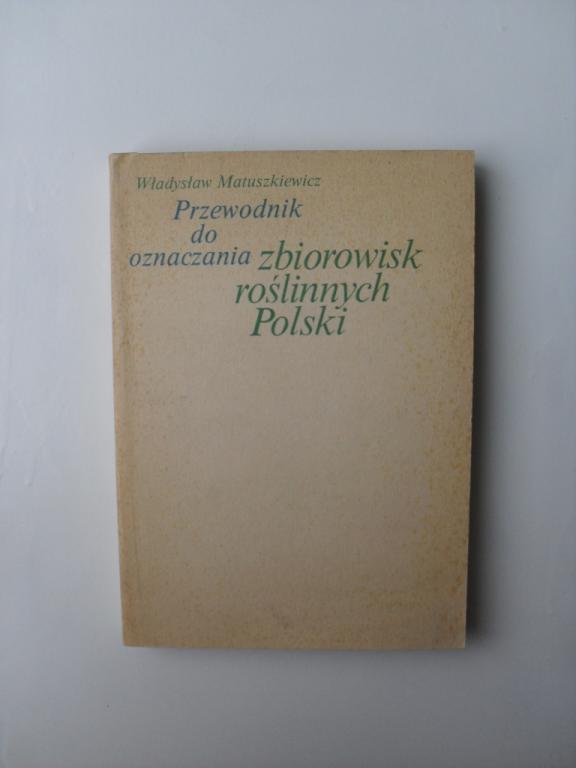 Władysław Matuszkiewicz
Przewodnik
do
oznaczania zbiorowisk
roślinnych
Polski